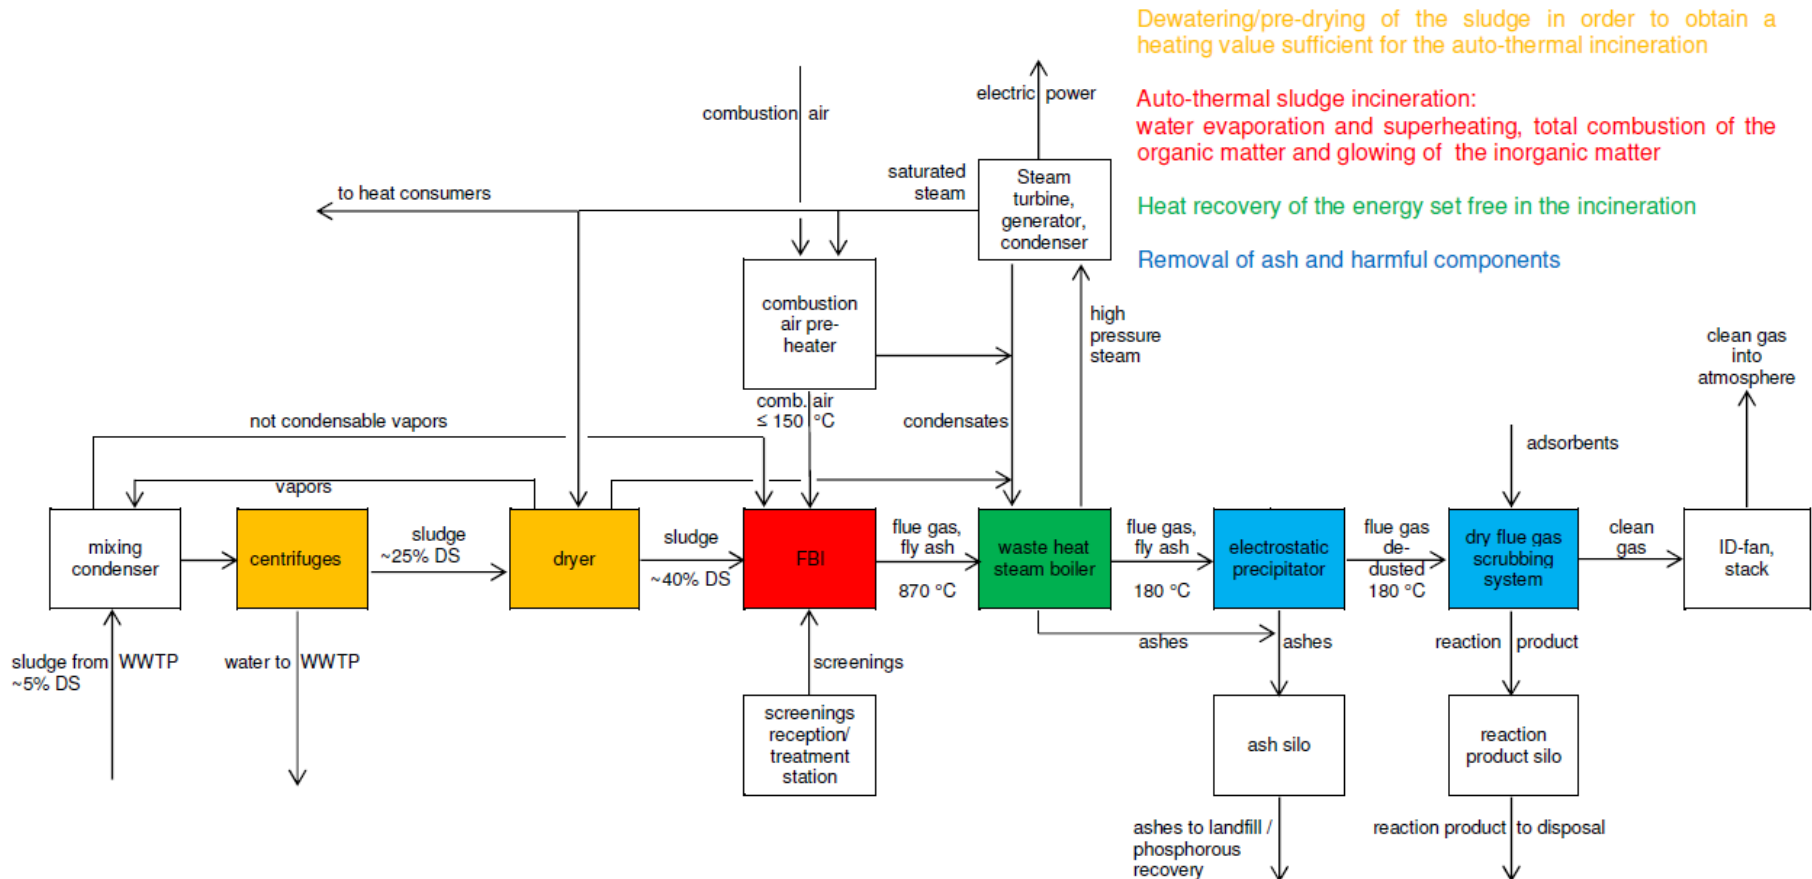 Dewatering/pre-drying of the sludge in order to obtain a
heating value sufficient for the auto-thermal incineration
Auto-thermal sludge incineration:
water evaporation and superheating, total combustion of the
organic matter and glowing of the inorganic matter
Heat recovery of the energy set free in the incineration
Removal of ash and harmful components
combustion air
electric power
to heat consumers
saturated
steam
Steam
turbine,
generator,
condenser
combustion
air pre-
heater
high
pressure
steam
clean gas
into
atmosphere
comb. air
≤ 150 °C
not condensable vapors
condensates
adsorbents
vapors
mixing
condenser
centrifuges
sludge
~25% DS
dryer
sludge
~40% DS
FBI
flue gas,
fly ash
870 °C
waste heat
steam boiler
flue gas,
fly ash
180 °C
electrostatic
precipitator
flue gas
de-
dusted
180 °C
dry flue gas
scrubbing
system
clean
gas
ID-fan,
stack
sludge from WWTP
~5% DS
water to WWTP
screenings
ashes
ashes
reaction product
screenings
reception/
treatment
station
ash silo
reaction
product silo
ashes to landfill /
phosphorous
recovery
reaction product to disposal